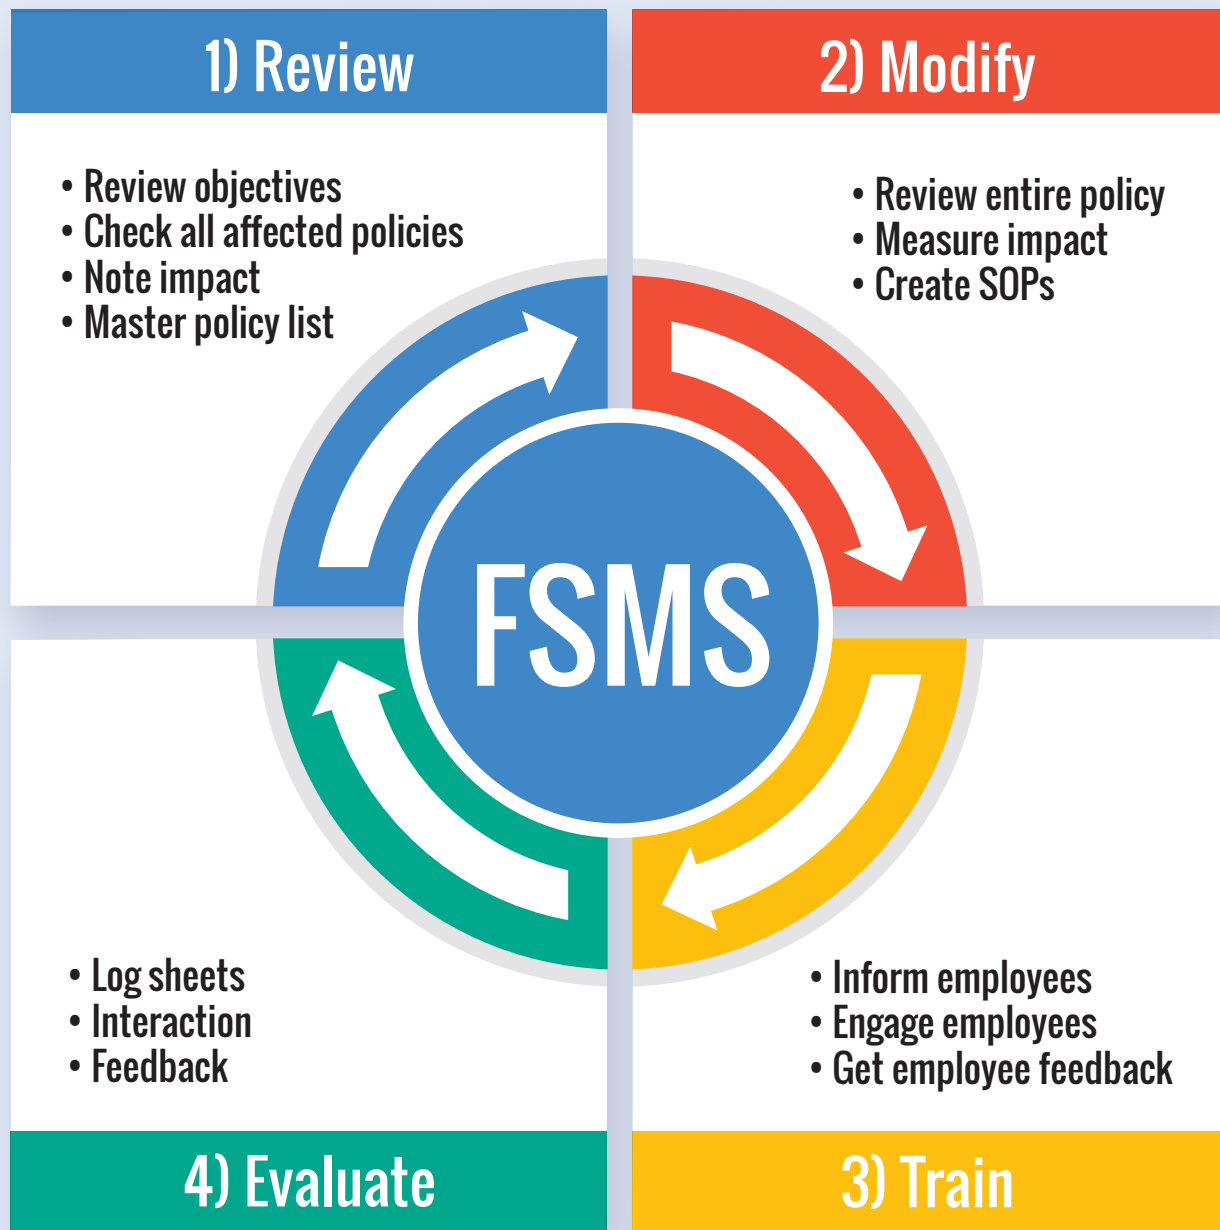 1) Review
• Review objectives
• Check all affected policies
• Note impact
• Master policy list
2) Modify
• Review entire policy
• Measure impact
• Create SOPs
FSMS
• Inform employees
• Engage employees
• Get employee feedback
3) Train
• Log sheets
• Interaction
• Feedback
4) Evaluate